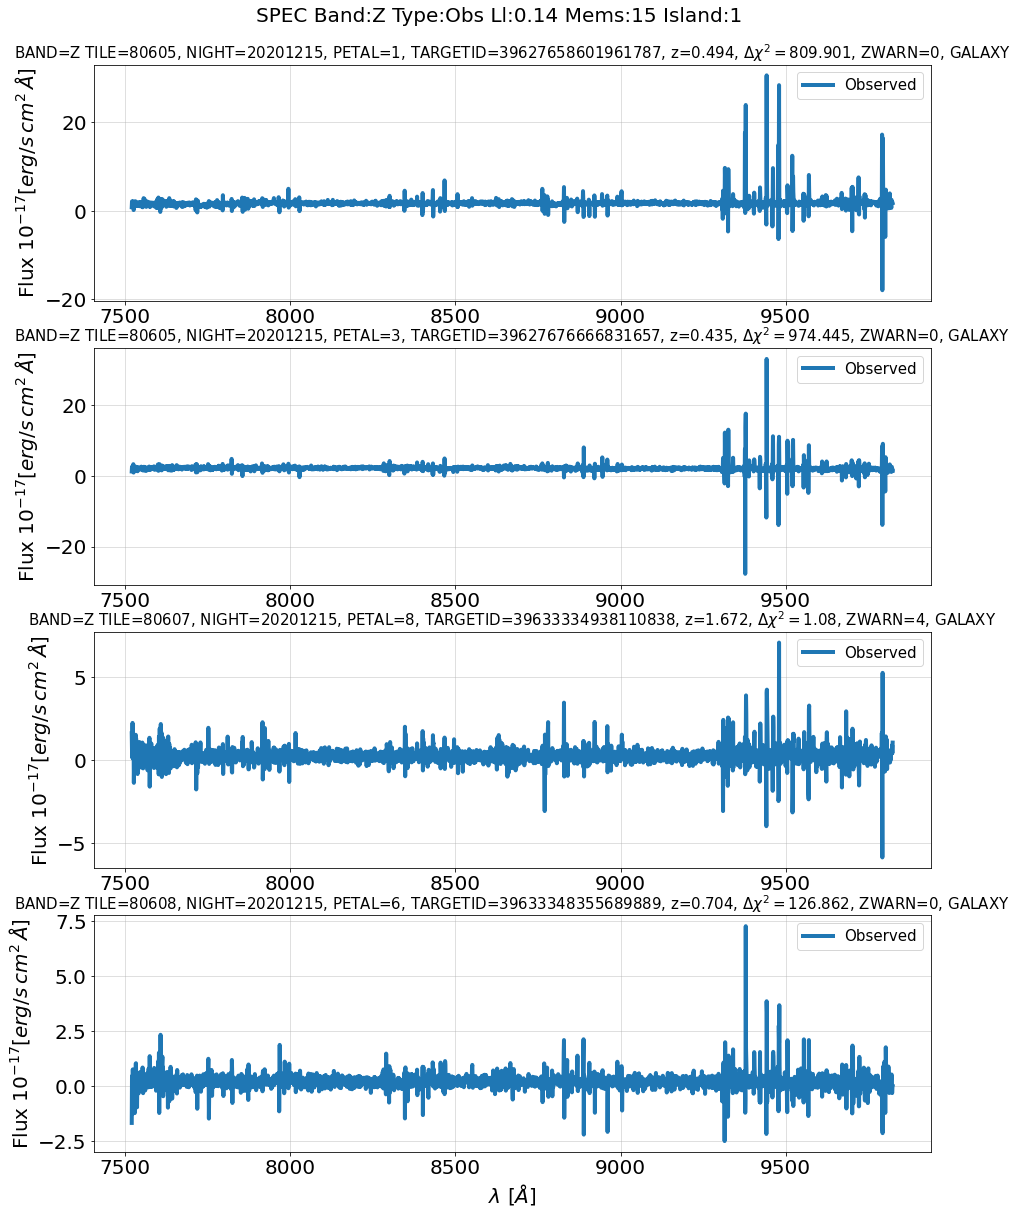 SPEC Band:Z Type:Obs Ll:0.14 Mems:15 Island:1
BAND=Z TILE=80605, NIGHT=20201215, PETAL=1, TARGETID=39627658601961787, z=0.494, Δχ²=809.901, ZWARN=0, GALAXY
Observed
Flux 10⁻¹⁷[erg/s cm² Å]
20
0
−20
7500 8000 8500 9000 9500
BAND=Z TILE=80605, NIGHT=20201215, PETAL=3, TARGETID=39627676666831657, z=0.435, Δχ²=974.445, ZWARN=0, GALAXY
Observed
Flux 10⁻¹⁷[erg/s cm² Å]
20
0
−20
7500 8000 8500 9000 9500
BAND=Z TILE=80607, NIGHT=20201215, PETAL=8, TARGETID=39633334938110838, z=1.672, Δχ²=1.08, ZWARN=4, GALAXY
Observed
Flux 10⁻¹⁷[erg/s cm² Å]
5
0
−5
7500 8000 8500 9000 9500
BAND=Z TILE=80608, NIGHT=20201215, PETAL=6, TARGETID=39633348355689889, z=0.704, Δχ²=126.862, ZWARN=0, GALAXY
Observed
Flux 10⁻¹⁷[erg/s cm² Å]
7.5
5.0
2.5
0.0
−2.5
7500 8000 8500 9000 9500
λ [Å]